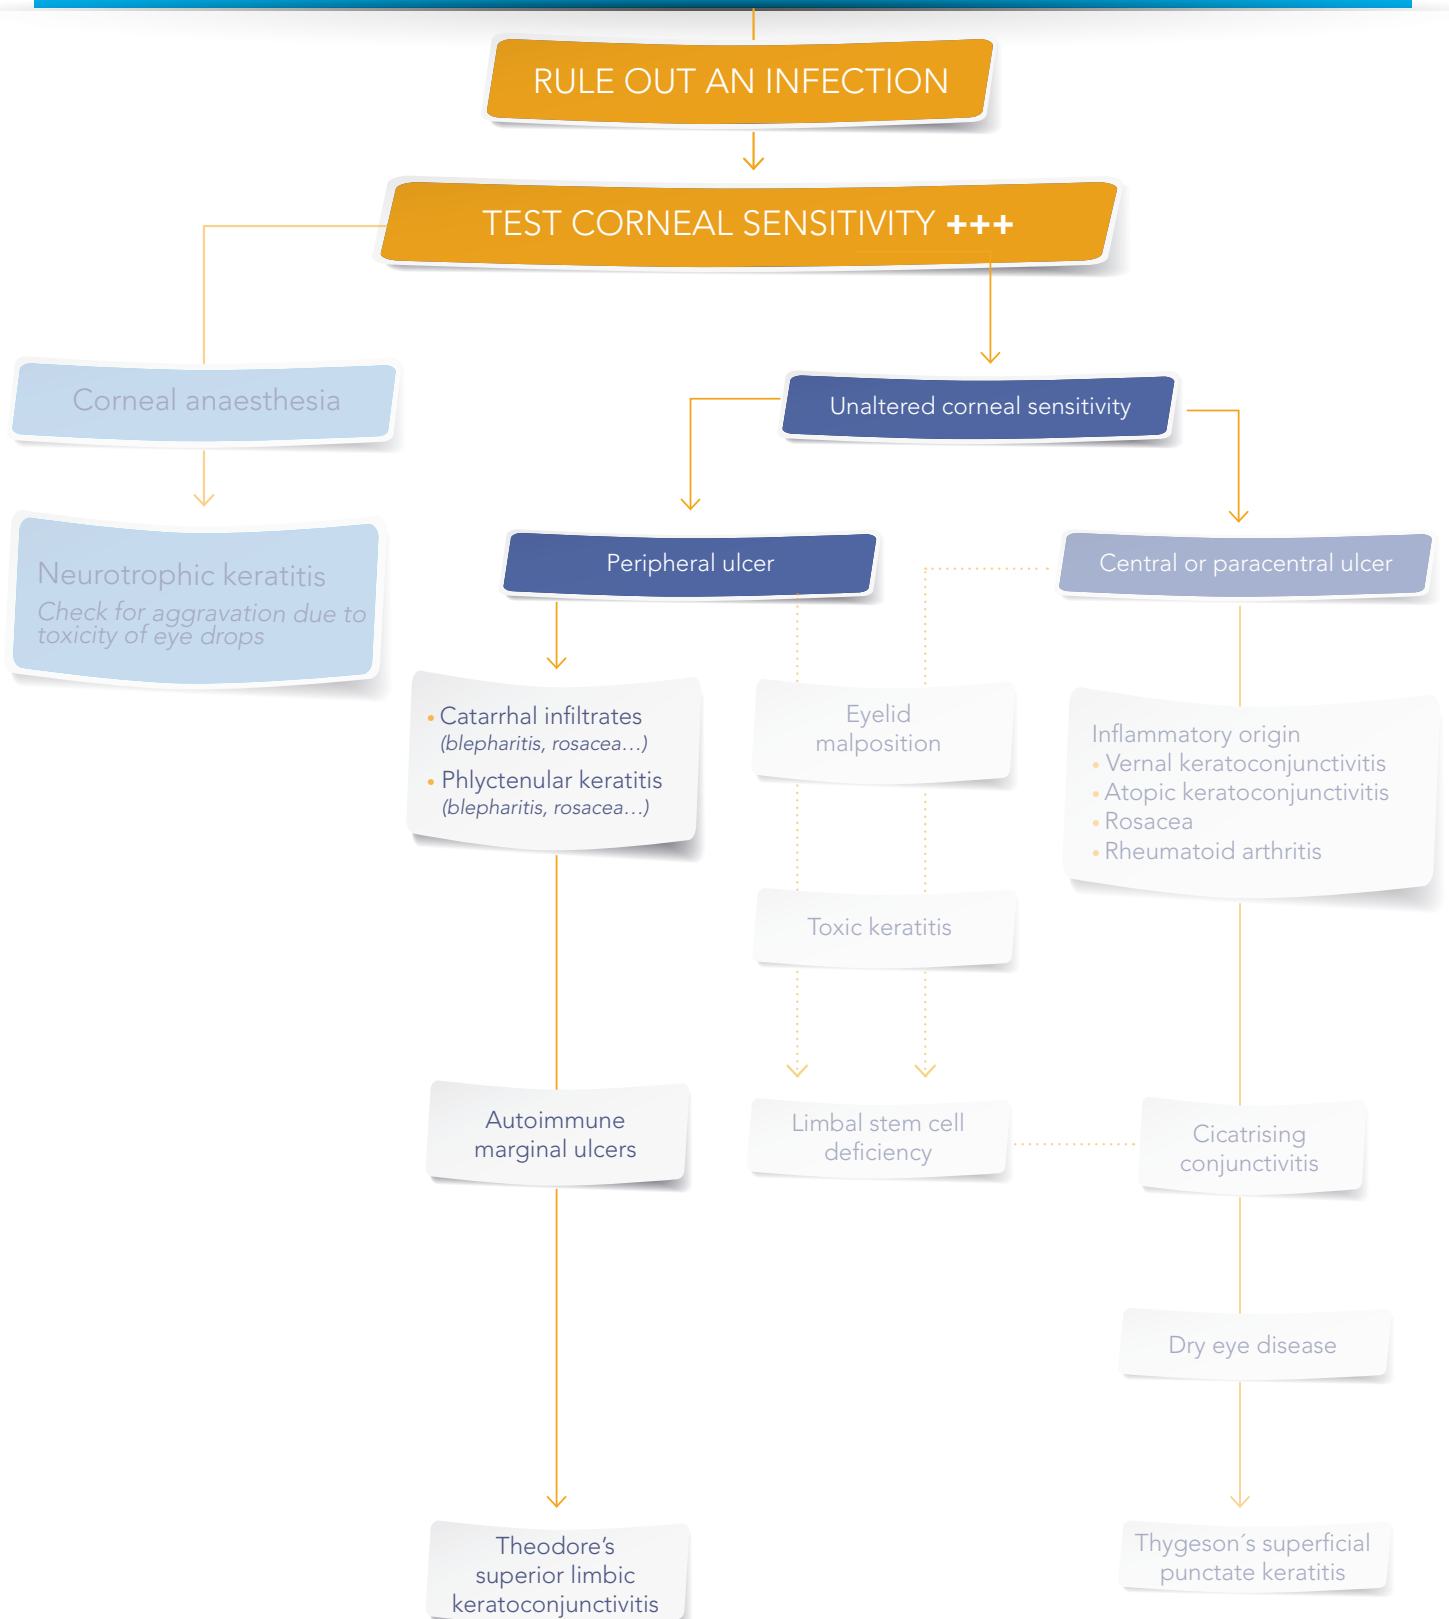 RULE OUT AN INFECTION
TEST CORNEAL SENSITIVITY +++
Corneal anaesthesia
Unaltered corneal sensitivity
Neurotrophic keratitis
Check for aggravation due to
toxicity of eye drops
Peripheral ulcer
Central or paracentral ulcer
• Catarrhal infiltrates
(blepharitis, rosacea…)
• Phlyctenular keratitis
(blepharitis, rosacea…)
Eyelid
malposition
Inflammatory origin
• Vernal keratoconjunctivitis
• Atopic keratoconjunctivitis
• Rosacea
• Rheumatoid arthritis
Toxic keratitis
Autoimmune
marginal ulcers
Limbal stem cell
deficiency
Cicatrising
conjunctivitis
Dry eye disease
Theodore’s
superior limbic
keratoconjunctivitis
Thygeson´s superficial
punctate keratitis